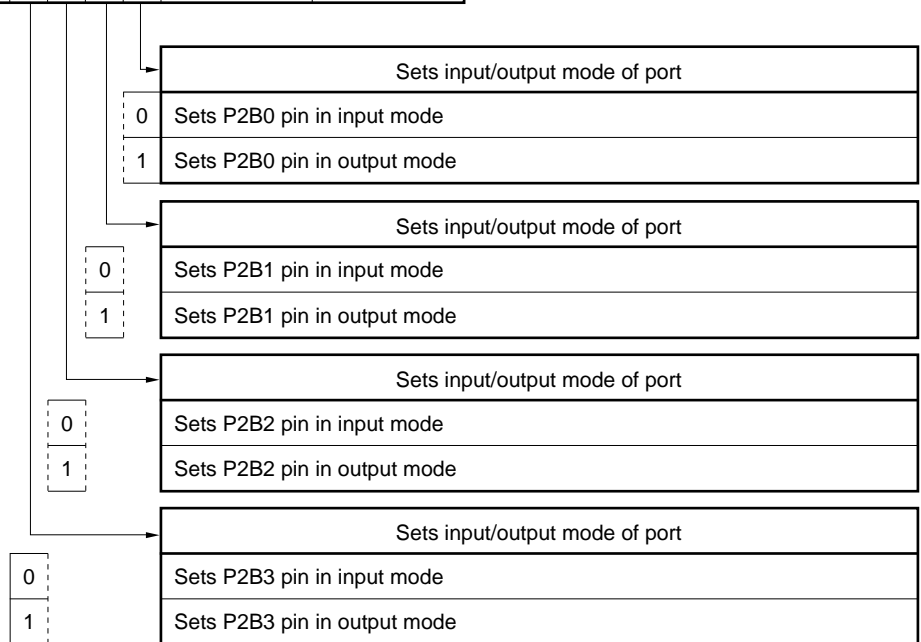 Sets input/output mode of port
0 Sets P2B0 pin in input mode
1 Sets P2B0 pin in output mode
Sets input/output mode of port
0 Sets P2B1 pin in input mode
1 Sets P2B1 pin in output mode
Sets input/output mode of port
0 Sets P2B2 pin in input mode
1 Sets P2B2 pin in output mode
Sets input/output mode of port
0 Sets P2B3 pin in input mode
1 Sets P2B3 pin in output mode